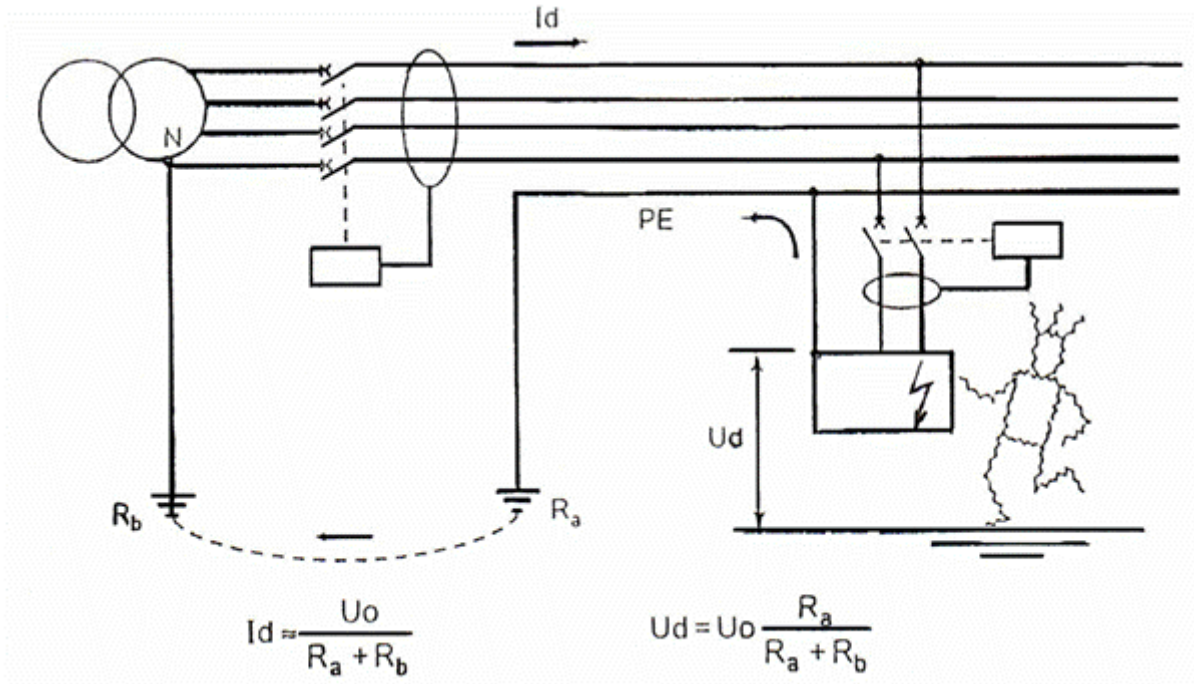 Id
N
PE
Ud
Rb
Ra
Id ≈ Uo / Ra + Rb
Ud = Uo Ra / Ra + Rb